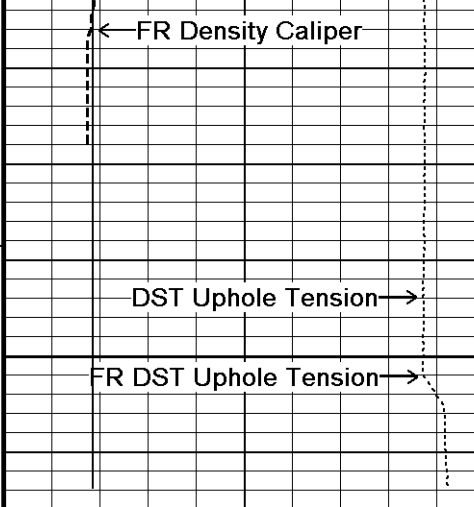 FR Density Caliper
DST Uphole Tension
FR DST Uphole Tension